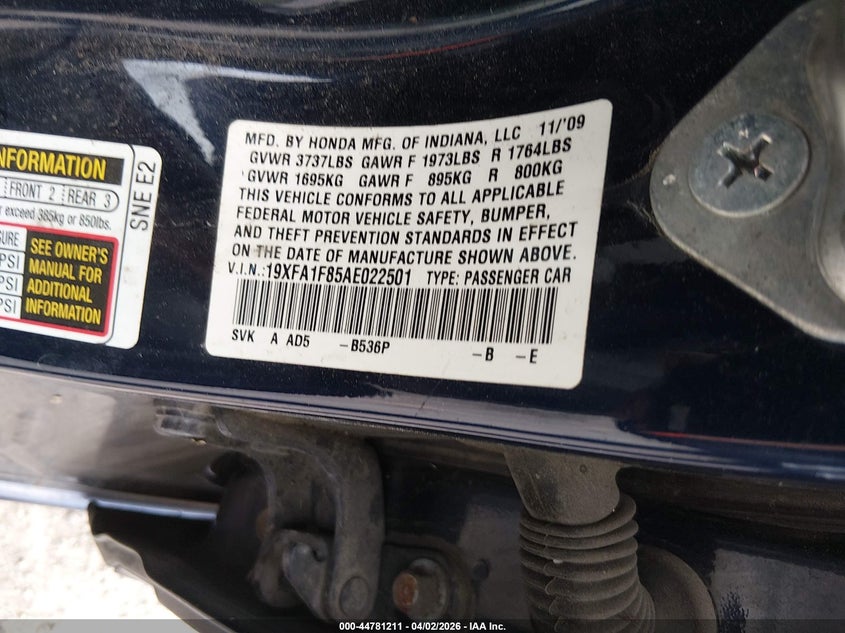 NFORMATION
FRONT 2 REAR 3
r exceed 385kg or 850lbs.
SURE
PSI
PSI
PSI
SEE OWNER'S
MANUAL FOR
ADDITIONAL
INFORMATION
SNE E2
MFD. BY HONDA MFG. OF INDIANA, LLC 11/'09
GVWR 3737LBS GAWR F 1973LBS R 1764LBS
GVWR 1695KG GAWR F 895KG R 800KG
THIS VEHICLE CONFORMS TO ALL APPLICABLE
FEDERAL MOTOR VEHICLE SAFETY, BUMPER,
AND THEFT PREVENTION STANDARDS IN EFFECT
ON THE DATE OF MANUFACTURE SHOWN ABOVE.
V.I.N.:19XFA1F85AE022501 TYPE: PASSENGER CAR
SVK A AD5 -B536P -B -E
000-44781211 - 04/02/2026 - IAA Inc.